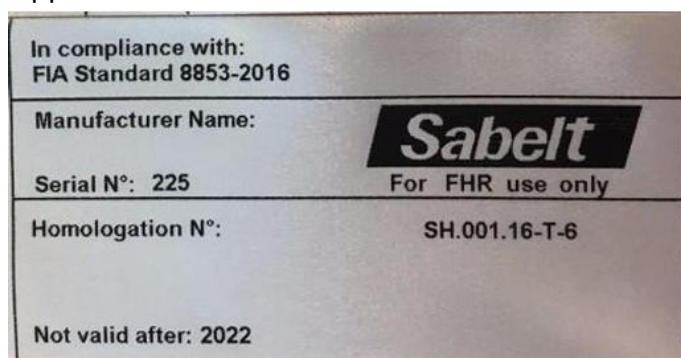 In compliance with:
FIA Standard 8853-2016
Manufacturer Name:
Sabelt
Serial N°: 225
For FHR use only
Homologation N°:
SH.001.16-T-6
Not valid after: 2022